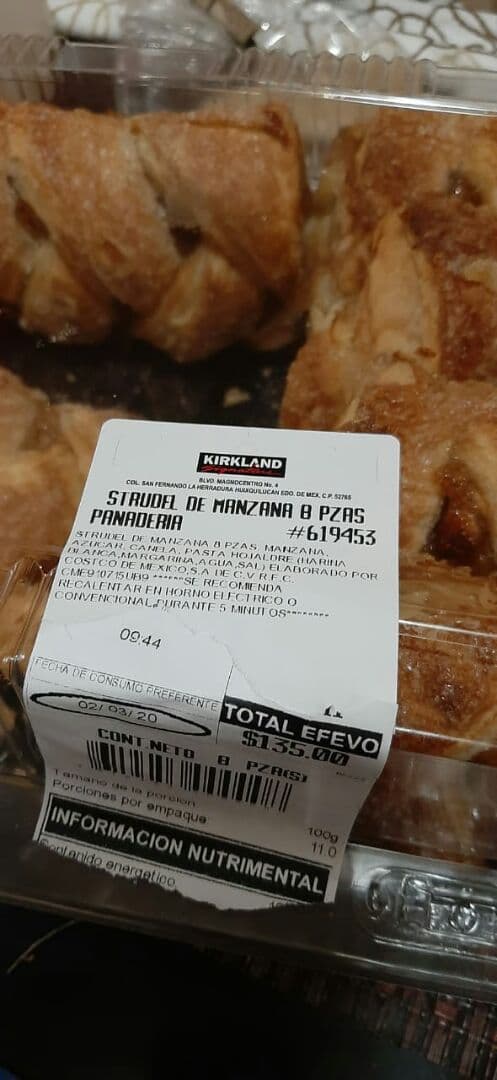 KIRKLAND
Signature
BLVD. MAGNOCENTRO No. 4
COL. SAN FERNANDO LA HERRADURA HUIXQUILUCAN EDO. DE MEX. C.P. 52765
STRUDEL DE MANZANA 8 PZAS
PANADERIA #619453
STRUDEL DE MANZANA 8 PZAS, MANZANA,
AZUCAR, CANELA, PASTA HOJALDRE (HARINA
BLANCA,MARGARINA,AGUA,SAL) ELABORADO POR
COSTCO DE MEXICO,S.A DE C.V R.F.C.
CME910715UB9 ******SE RECOMIENDA
RECALENTAR EN HORNO ELECTRICO O
CONVENCIONAL,DURANTE 5 MINUTOS********
09:44
FECHA DE CONSUMO PREFERENTE
02/ 03/ 20
TOTAL EFEVO
$135.00
CONT.NETO 8 PZA(S)
Tamano de la porcion 100g
Porciones por empaque 11.0
INFORMACION NUTRIMENTAL
Contenido energetico